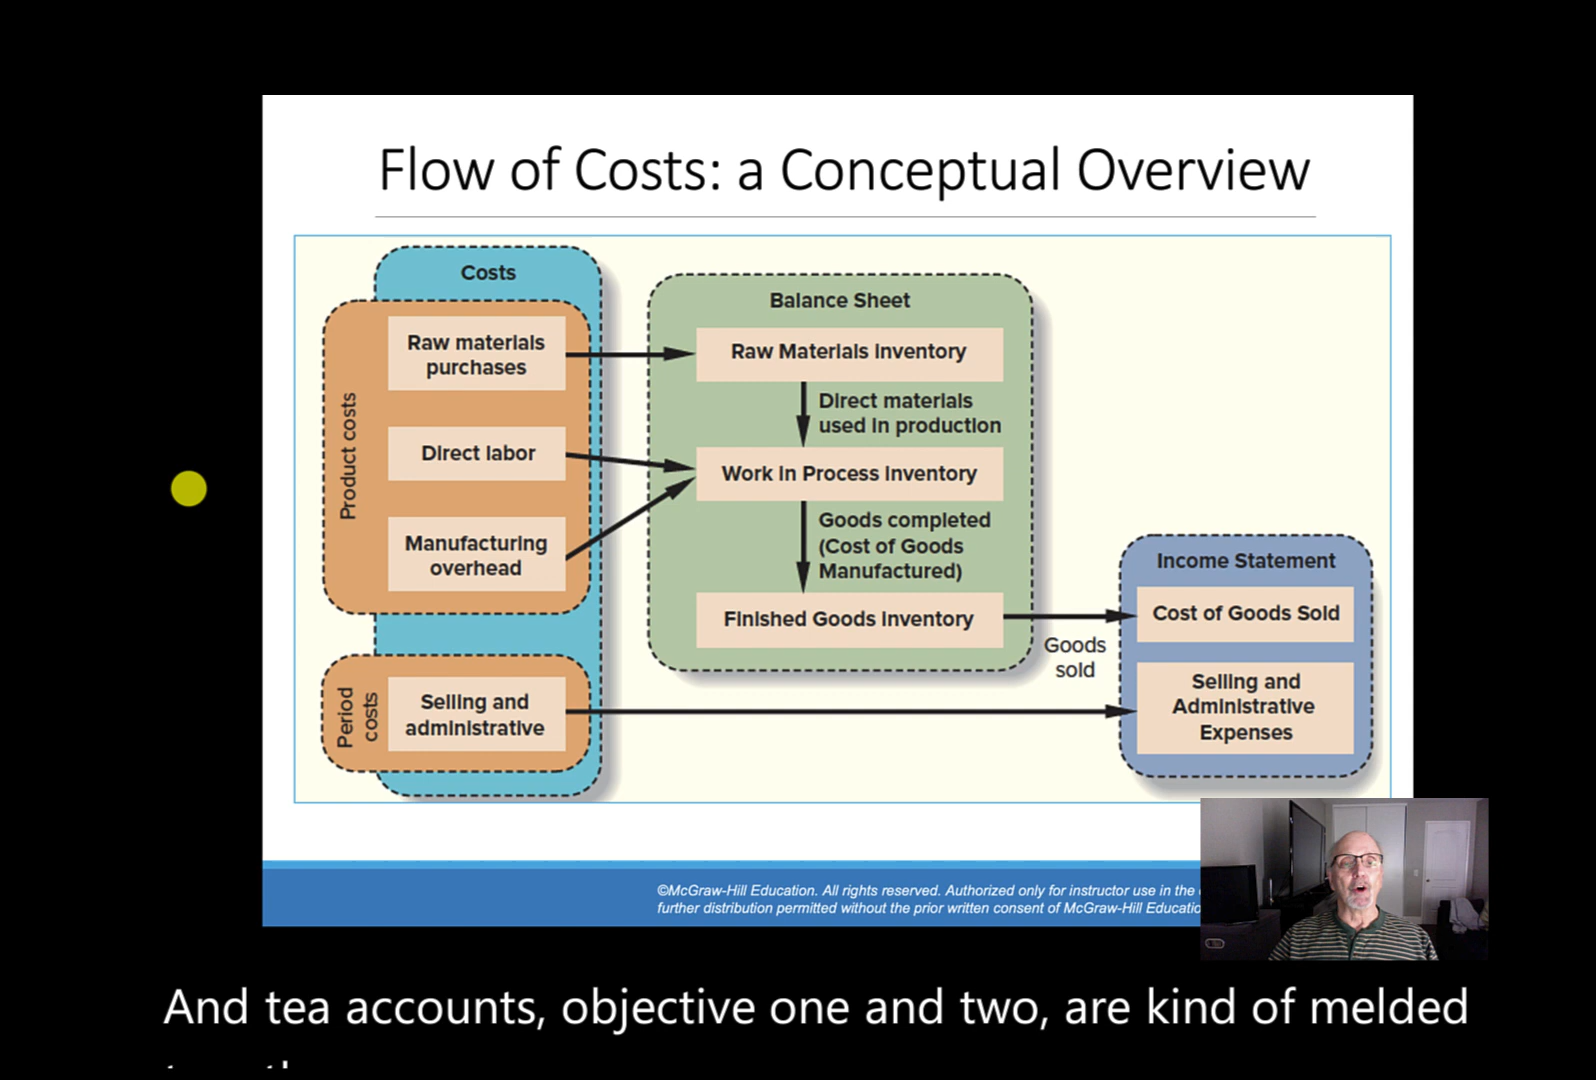 Flow of Costs: a Conceptual Overview
Costs
Product costs
Raw materials
purchases
Direct labor
Manufacturing
overhead
Period
costs
Selling and
administrative
Balance Sheet
Raw Materials Inventory
Direct materials
used in production
Work in Process Inventory
Goods completed
(Cost of Goods
Manufactured)
Finished Goods Inventory
Goods
sold
Income Statement
Cost of Goods Sold
Selling and
Administrative
Expenses
©McGraw-Hill Education. All rights reserved. Authorized only for instructor use in the
further distribution permitted without the prior written consent of McGraw-Hill Educatio
And tea accounts, objective one and two, are kind of melded